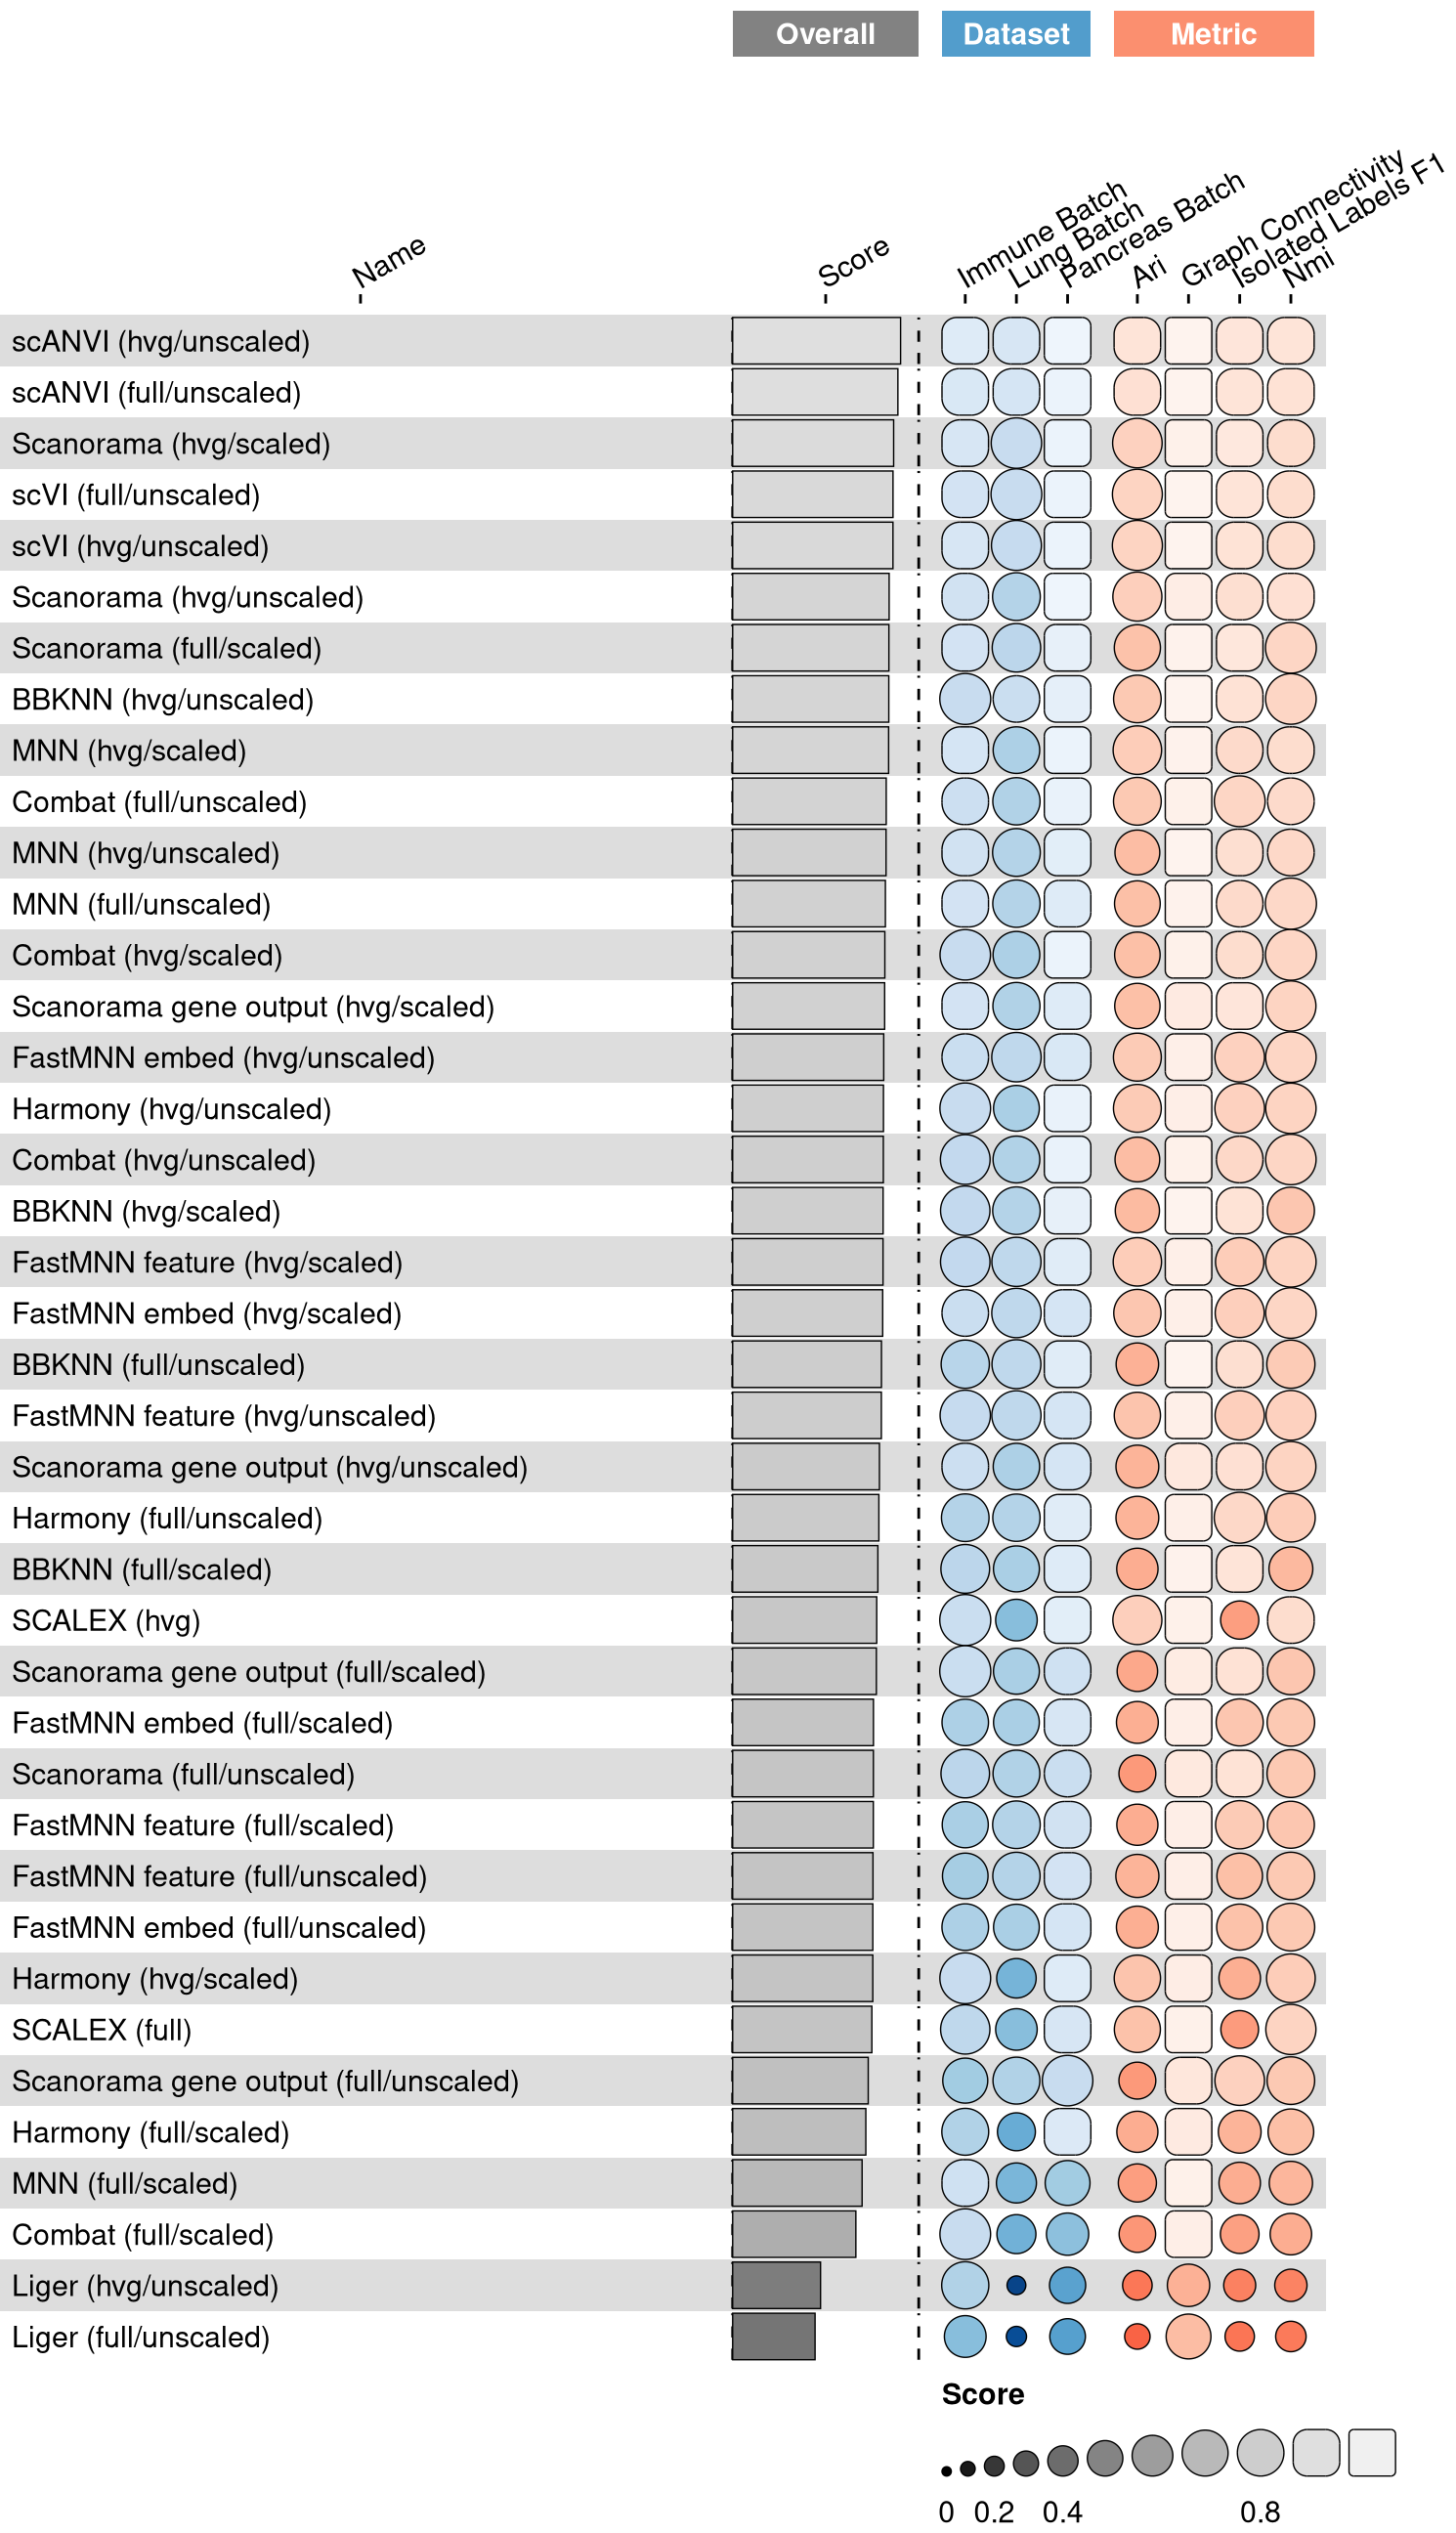 Overall Dataset Metric
Name Score Immune Batch Lung Batch Pancreas Batch Ari Graph Connectivity Isolated Labels F1 Nmi
scANVI (hvg/unscaled)
scANVI (full/unscaled)
Scanorama (hvg/scaled)
scVI (full/unscaled)
scVI (hvg/unscaled)
Scanorama (hvg/unscaled)
Scanorama (full/scaled)
BBKNN (hvg/unscaled)
MNN (hvg/scaled)
Combat (full/unscaled)
MNN (hvg/unscaled)
MNN (full/unscaled)
Combat (hvg/scaled)
Scanorama gene output (hvg/scaled)
FastMNN embed (hvg/unscaled)
Harmony (hvg/unscaled)
Combat (hvg/unscaled)
BBKNN (hvg/scaled)
FastMNN feature (hvg/scaled)
FastMNN embed (hvg/scaled)
BBKNN (full/unscaled)
FastMNN feature (hvg/unscaled)
Scanorama gene output (hvg/unscaled)
Harmony (full/unscaled)
BBKNN (full/scaled)
SCALEX (hvg)
Scanorama gene output (full/scaled)
FastMNN embed (full/scaled)
Scanorama (full/unscaled)
FastMNN feature (full/scaled)
FastMNN feature (full/unscaled)
FastMNN embed (full/unscaled)
Harmony (hvg/scaled)
SCALEX (full)
Scanorama gene output (full/unscaled)
Harmony (full/scaled)
MNN (full/scaled)
Combat (full/scaled)
Liger (hvg/unscaled)
Liger (full/unscaled)
Score
0 0.2 0.4 0.8